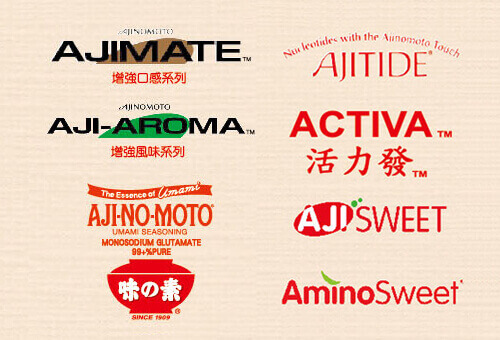 AJINOMOTO
AJIMATE™
增強口感系列
AJINOMOTO
AJI-AROMA™
增強風味系列
The Essence of Umami
AJI-NO-MOTO®
UMAMI SEASONING
MONOSODIUM GLUTAMATE
99+%PURE
味の素
SINCE 1909 ®
Nucleotides with the Aunomoto Touch
AJITIDE®
ACTIVA™
活力發™
AJI SWEET
AminoSweet